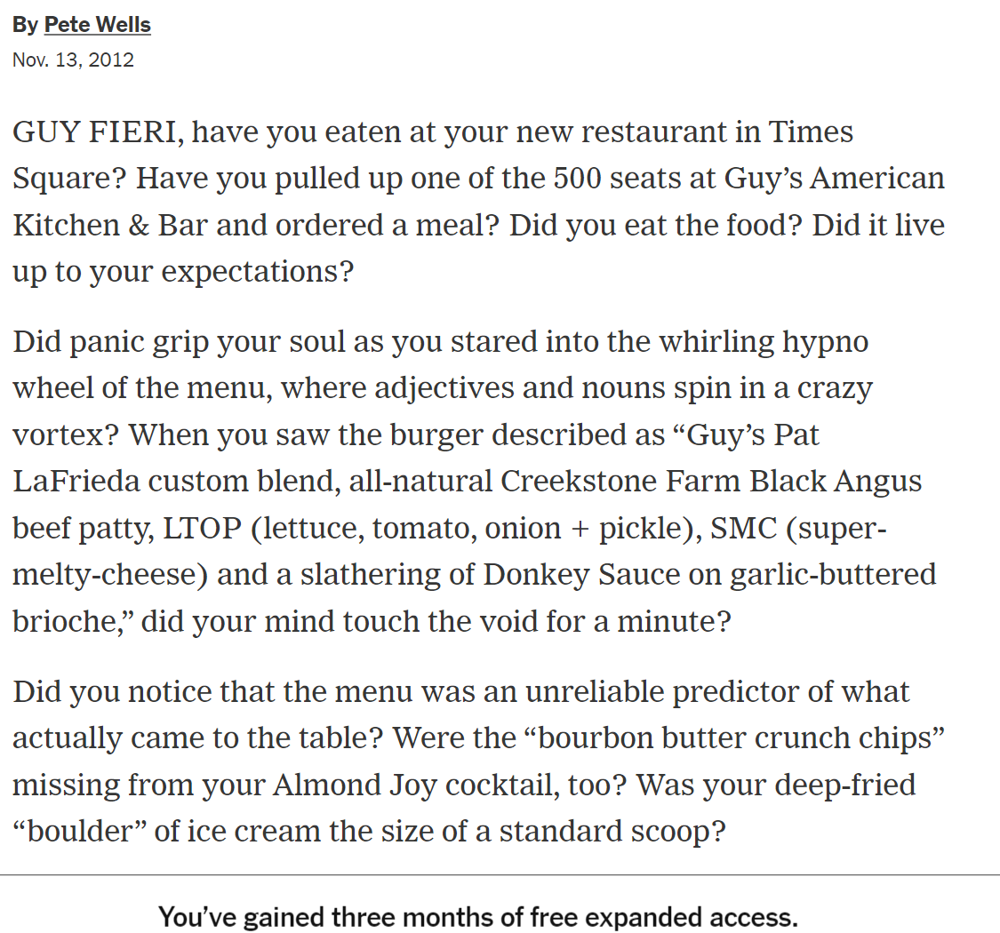 By Pete Wells
Nov. 13, 2012
GUY FIERI, have you eaten at your new restaurant in Times
Square? Have you pulled up one of the 500 seats at Guy’s American
Kitchen & Bar and ordered a meal? Did you eat the food? Did it live
up to your expectations?
Did panic grip your soul as you stared into the whirling hypno
wheel of the menu, where adjectives and nouns spin in a crazy
vortex? When you saw the burger described as “Guy’s Pat
LaFrieda custom blend, all-natural Creekstone Farm Black Angus
beef patty, LTOP (lettuce, tomato, onion + pickle), SMC (super-
melty-cheese) and a slathering of Donkey Sauce on garlic-buttered
brioche,” did your mind touch the void for a minute?
Did you notice that the menu was an unreliable predictor of what
actually came to the table? Were the “bourbon butter crunch chips”
missing from your Almond Joy cocktail, too? Was your deep-fried
“boulder” of ice cream the size of a standard scoop?
You’ve gained three months of free expanded access.